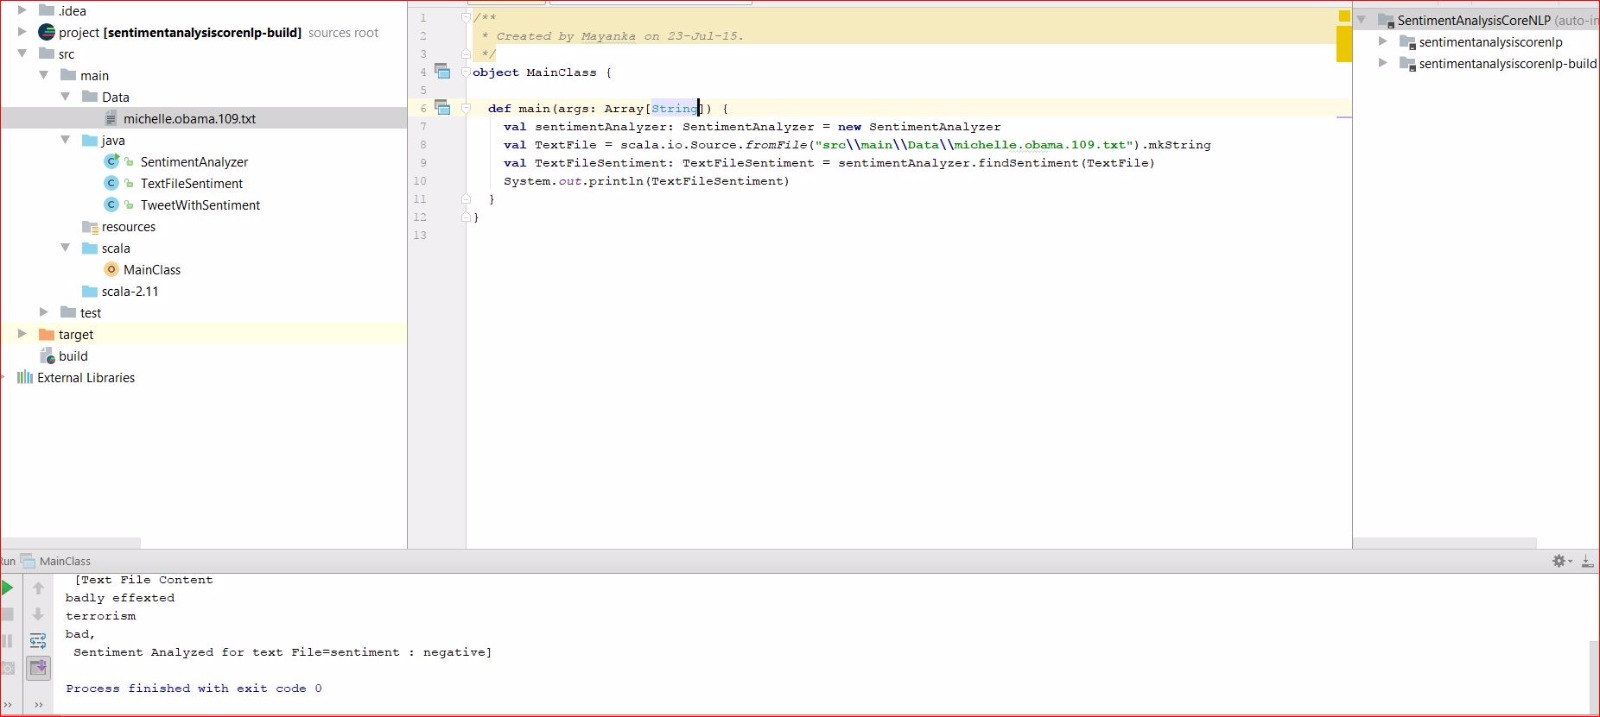 .idea
project [sentimentanalysiscorenlp-build] sources root
src
main
Data
michelle.obama.109.txt
java
SentimentAnalyzer
TextFileSentiment
TweetWithSentiment
resources
scala
MainClass
scala-2.11
test
target
build
External Libraries
1 /**
2 * Created by Mayanka on 23-Jul-15.
3 */
4 object MainClass {
5
6 def main(args: Array[String]) {
7 val sentimentAnalyzer: SentimentAnalyzer = new SentimentAnalyzer
8 val TextFile = scala.io.Source.fromFile("src\\main\\Data\\michelle.obama.109.txt").mkString
9 val TextFileSentiment: TextFileSentiment = sentimentAnalyzer.findSentiment(TextFile)
10 System.out.println(TextFileSentiment)
11 }
12 }
13
SentimentAnalysisCoreNLP (auto-in
sentimentanalysiscorenlp
sentimentanalysiscorenlp-build
Run MainClass
[Text File Content
badly effexted
terrorism
bad,
Sentiment Analyzed for text File=sentiment : negative]
Process finished with exit code 0